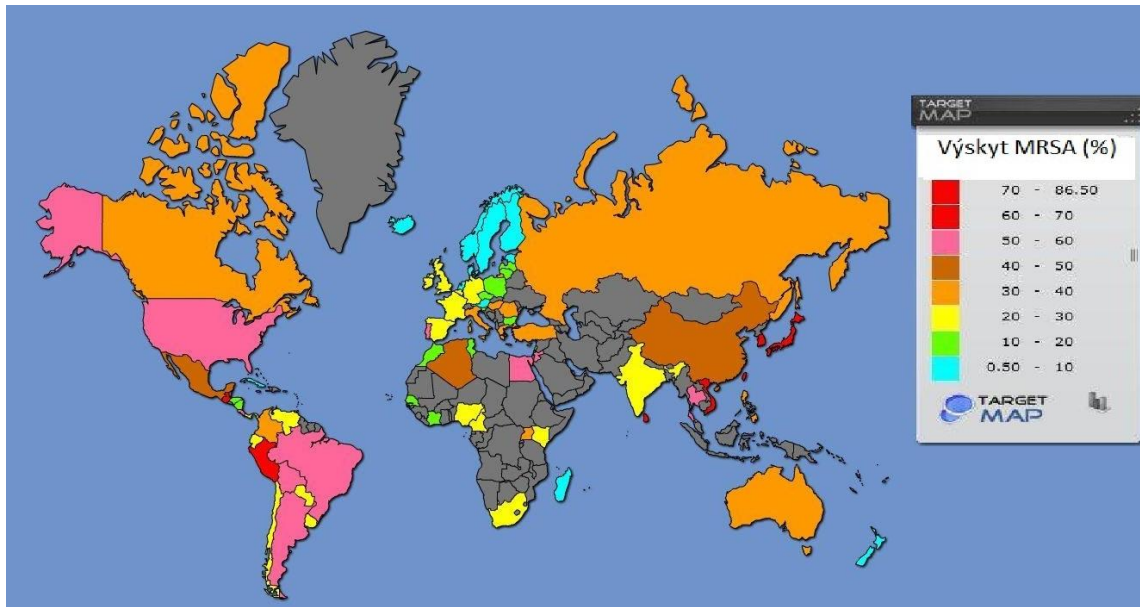 TARGET
MAP
Výskyt MRSA (%)
70 - 86.50
60 - 70
50 - 60
40 - 50
30 - 40
20 - 30
10 - 20
0.50 - 10
TARGET
MAP